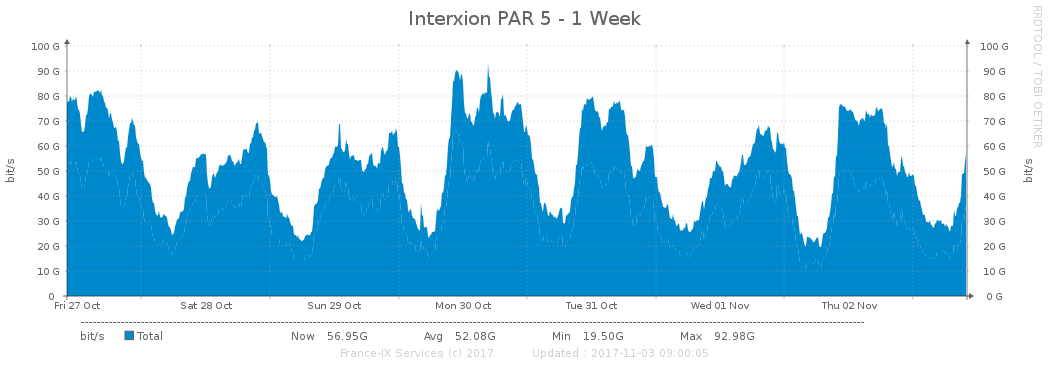 Interxion PAR 5 - 1 Week
RRDTOOL / TOBI OETIKER
bit/s
100 G 100 G
90 G 90 G
80 G 80 G
70 G 70 G
60 G 60 G
50 G 50 G
40 G 40 G
30 G 30 G
20 G 20 G
10 G 10 G
0 0 G
bit/s
Fri 27 Oct Sat 28 Oct Sun 29 Oct Mon 30 Oct Tue 31 Oct Wed 01 Nov Thu 02 Nov
bit/s Total Now 56.95G Avg 52.08G Min 19.50G Max 92.98G
France-IX Services (c) 2017 Updated : 2017-11-03 09:00:05